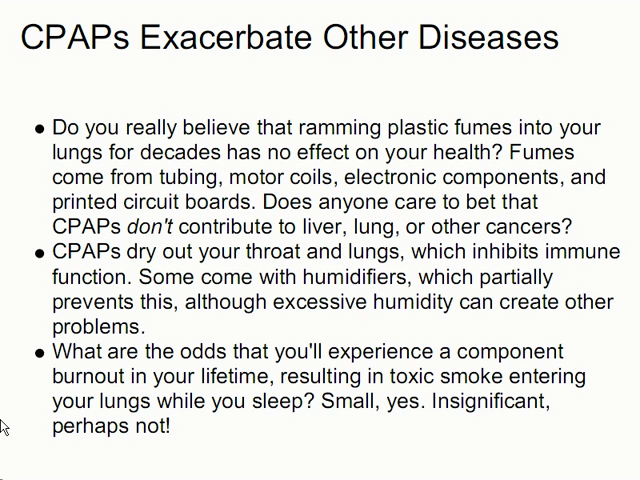 CPAPs Exacerbate Other Diseases
● Do you really believe that ramming plastic fumes into your
lungs for decades has no effect on your health? Fumes
come from tubing, motor coils, electronic components, and
printed circuit boards. Does anyone care to bet that
CPAPs don't contribute to liver, lung, or other cancers?
● CPAPs dry out your throat and lungs, which inhibits immune
function. Some come with humidifiers, which partially
prevents this, although excessive humidity can create other
problems.
● What are the odds that you'll experience a component
burnout in your lifetime, resulting in toxic smoke entering
your lungs while you sleep? Small, yes. Insignificant,
perhaps not!